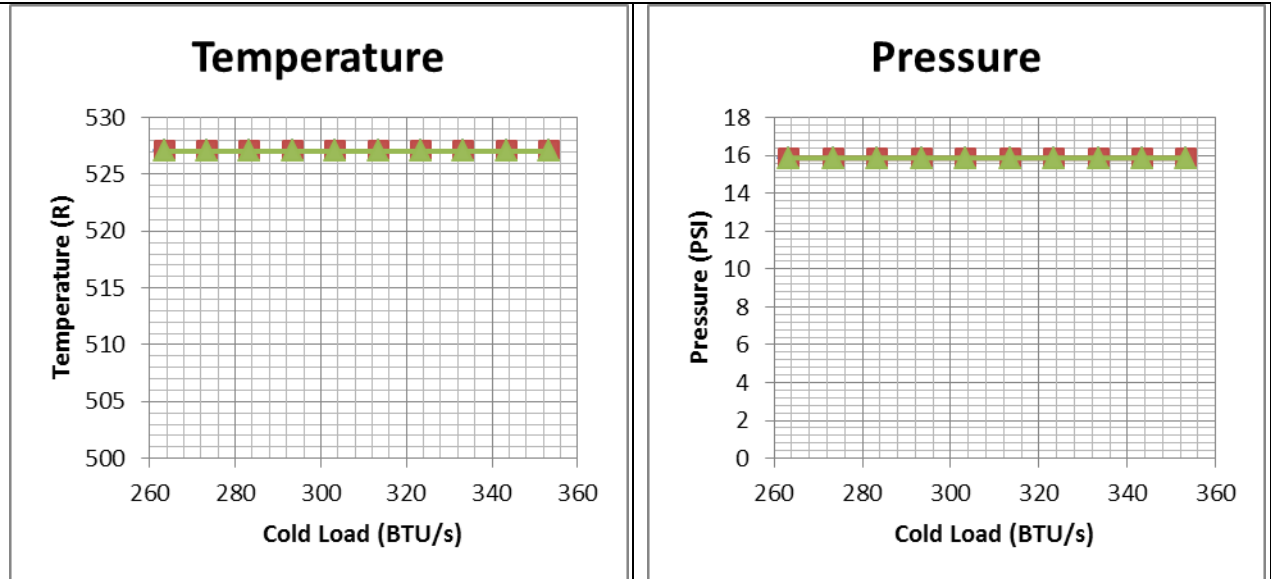 Temperature
530
525
520
515
510
505
500
Temperature (R)
260 280 300 320 340 360
Cold Load (BTU/s)
Pressure
18
16
14
12
10
8
6
4
2
0
Pressure (PSI)
260 280 300 320 340 360
Cold Load (BTU/s)